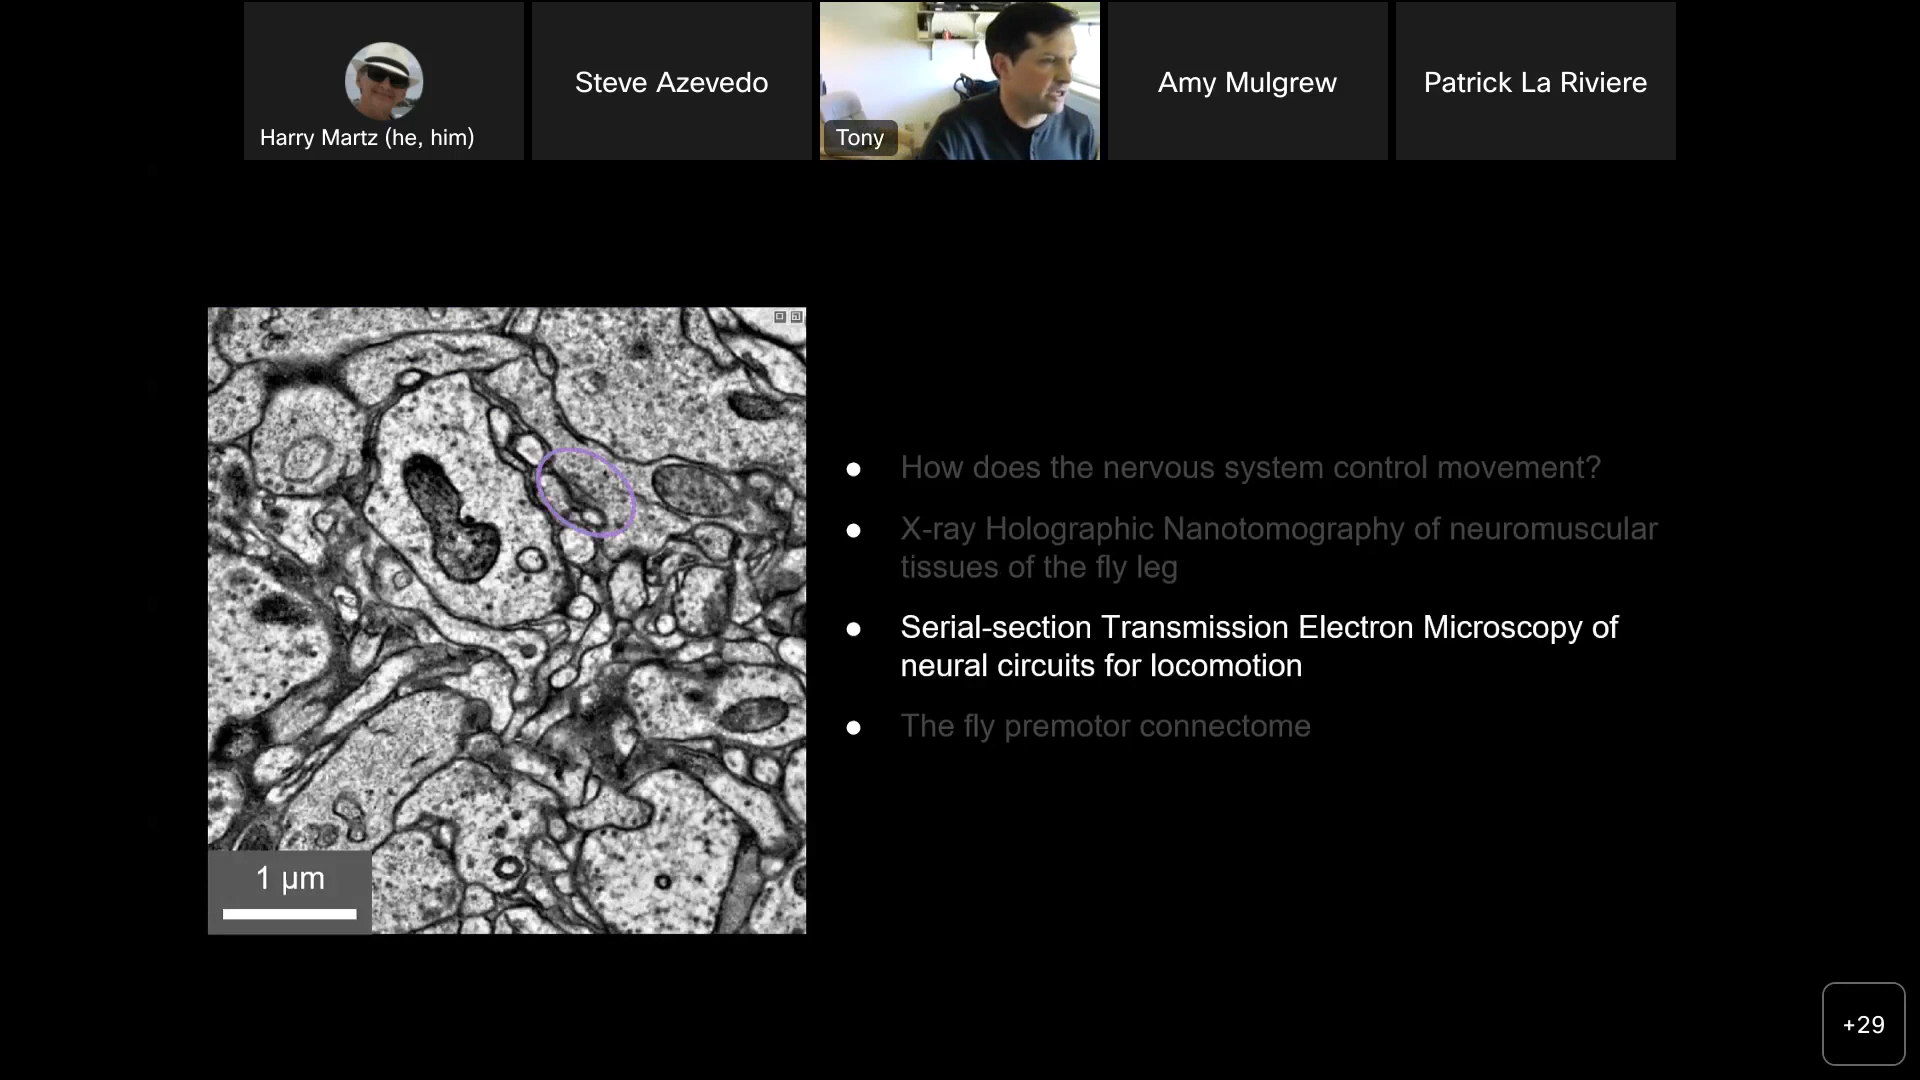 Harry Martz (he, him)
Steve Azevedo
Tony
Amy Mulgrew
Patrick La Riviere
How does the nervous system control movement?
X-ray Holographic Nanotomography of neuromuscular
tissues of the fly leg
Serial-section Transmission Electron Microscopy of
neural circuits for locomotion
The fly premotor connectome
1 μm
+29